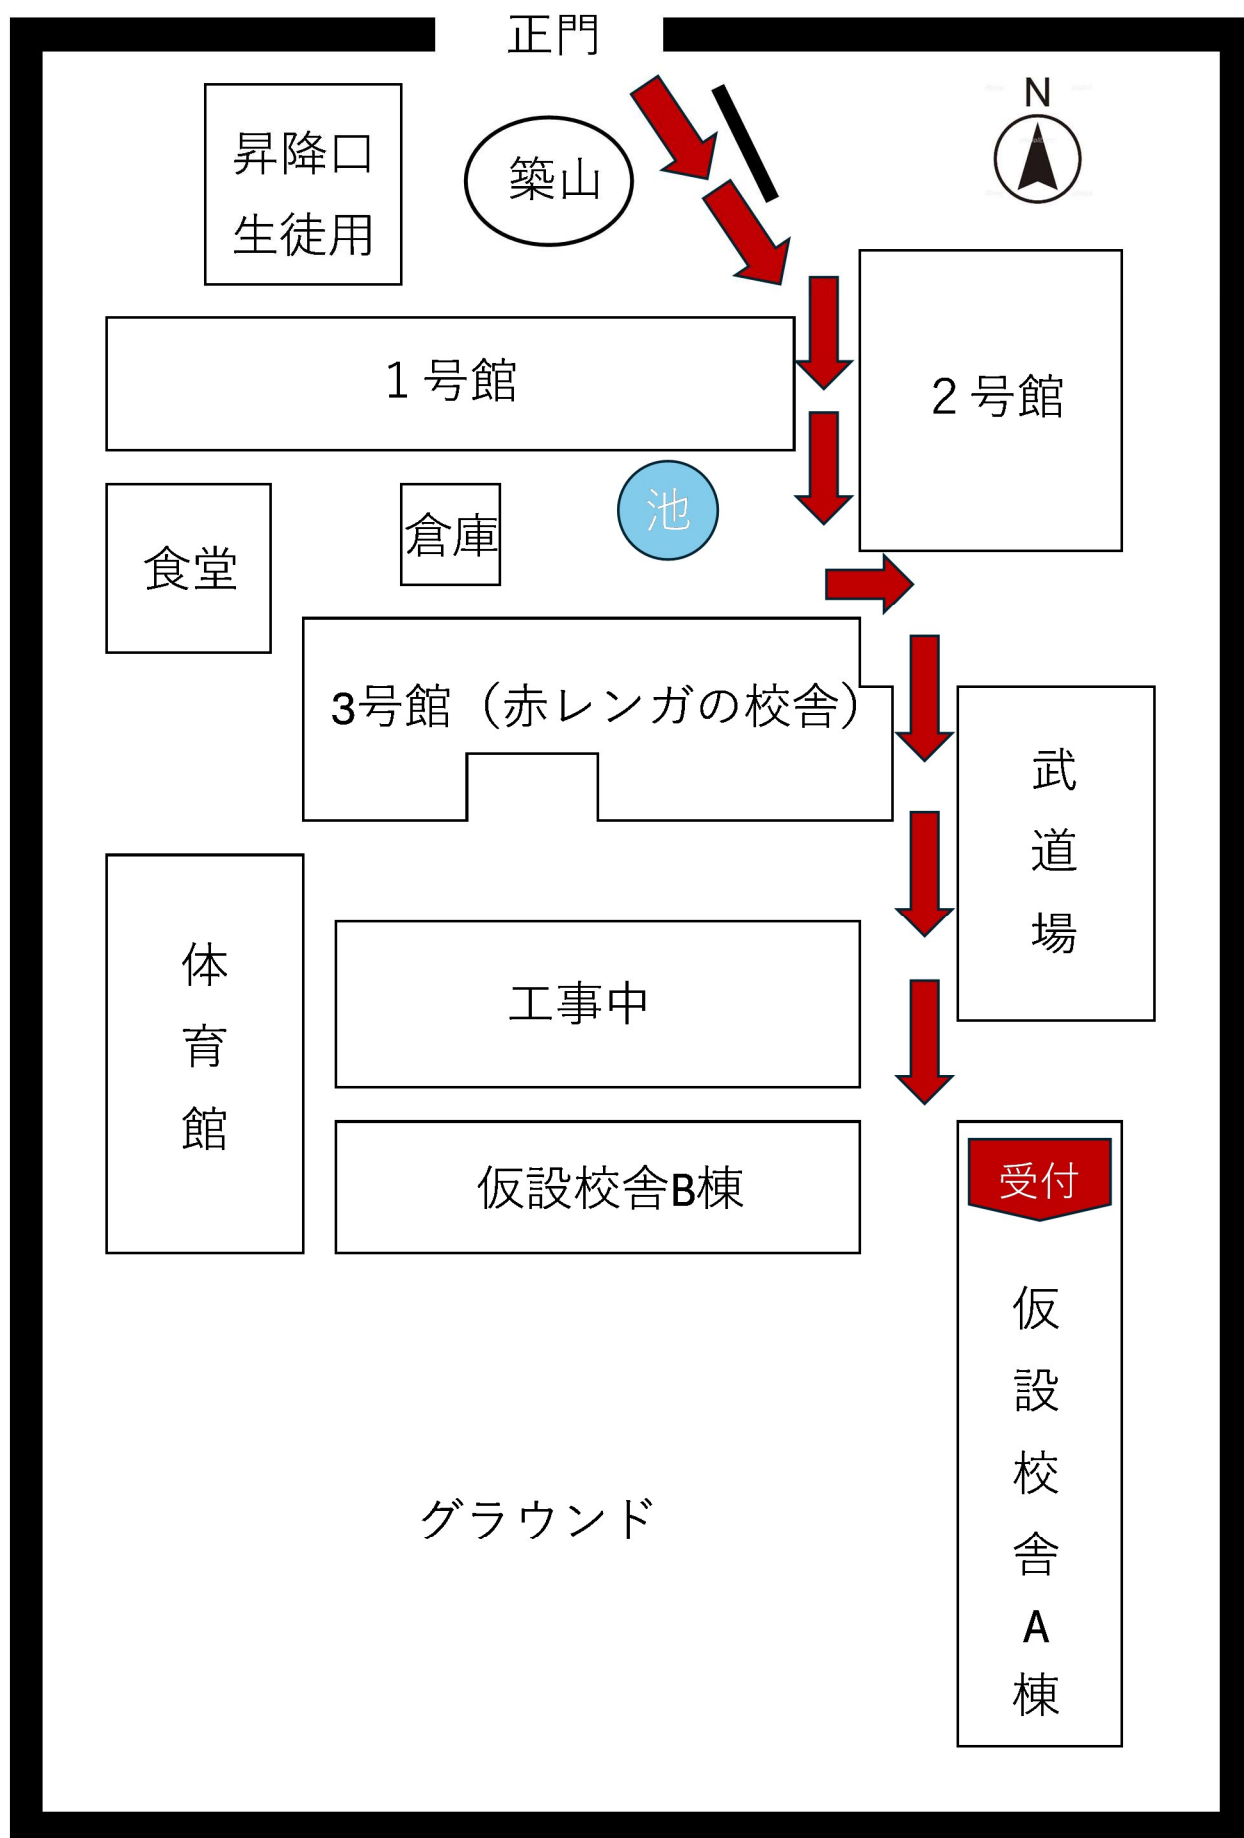 正門
N
昇降口
生徒用
築山
1号館
2号館
池
倉庫
食堂
3号館（赤レンガの校舎）
武道場
体育館
工事中
仮設校舎B棟
受付
仮設校舎A棟
グラウンド